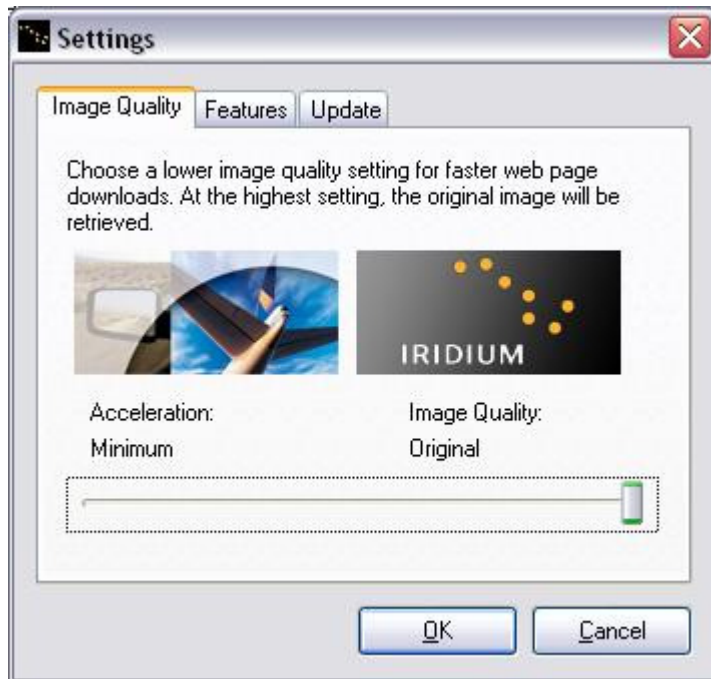 Settings
Image Quality Features Update
Choose a lower image quality setting for faster web page
downloads. At the highest setting, the original image will be
retrieved.
IRIDIUM
Acceleration: Image Quality:
Minimum Original
OK Cancel